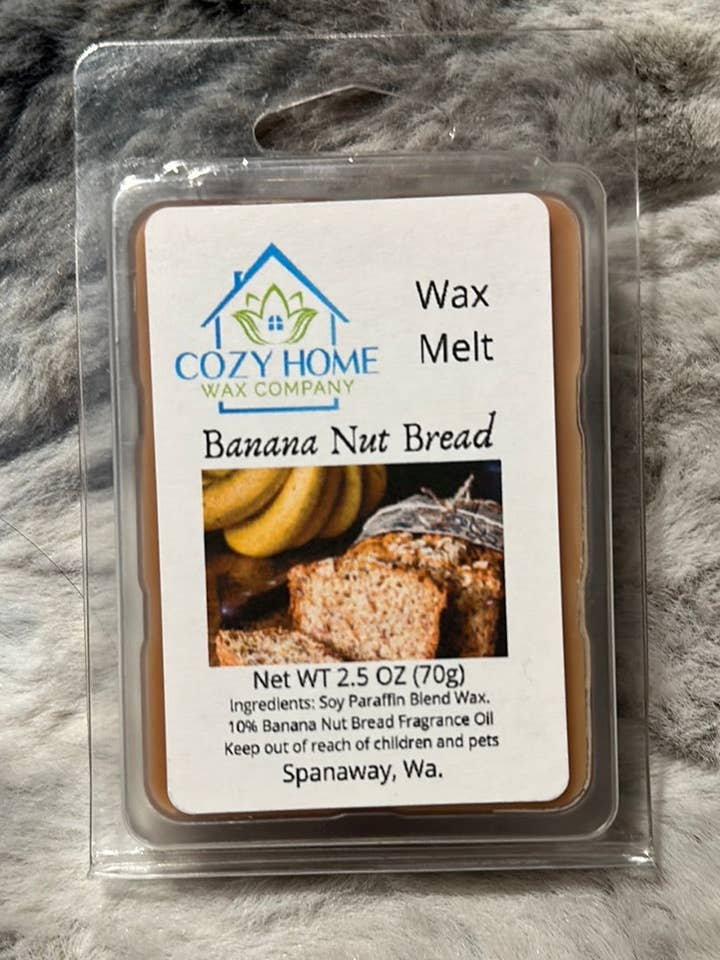 Wax
Melt
COZY HOME
WAX COMPANY
Banana Nut Bread
Net WT 2.5 OZ (70g)
Ingredients: Soy Paraffin Blend Wax.
10% Banana Nut Bread Fragrance Oil
Keep out of reach of children and pets
Spanaway, Wa.